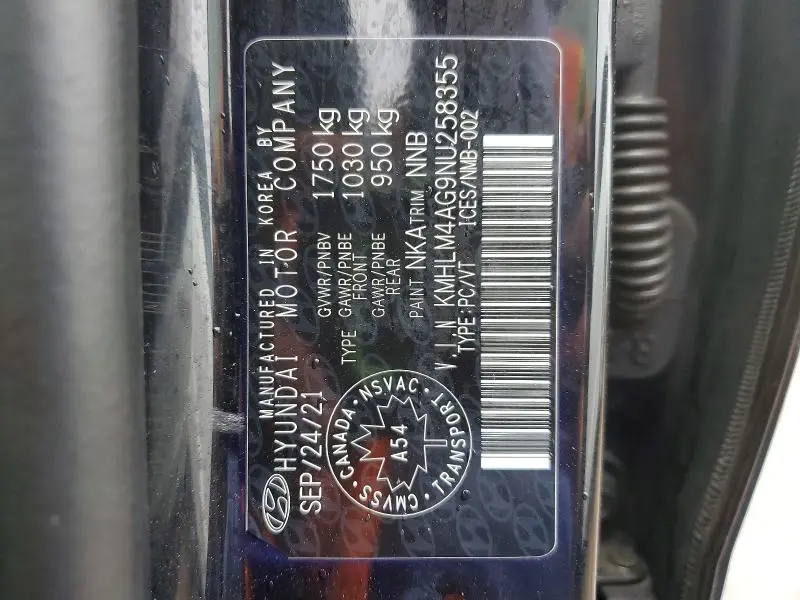 MANUFACTURED IN KOREA BY
HYUNDAI MOTOR COMPANY
SEP/24/21
GVWR/PNBV 1750 kg
TYPE GAWR/PNBE FRONT 1030 kg
GAWR/PNBE REAR 950 kg
PAINT NKA TRIM NNB
V.I.N KMHLM4AG9NU258355
TYPE:PC/VT ICES/NMB-002
CANADA • NSVAC • TRANSPORT • CMVSS •
A54